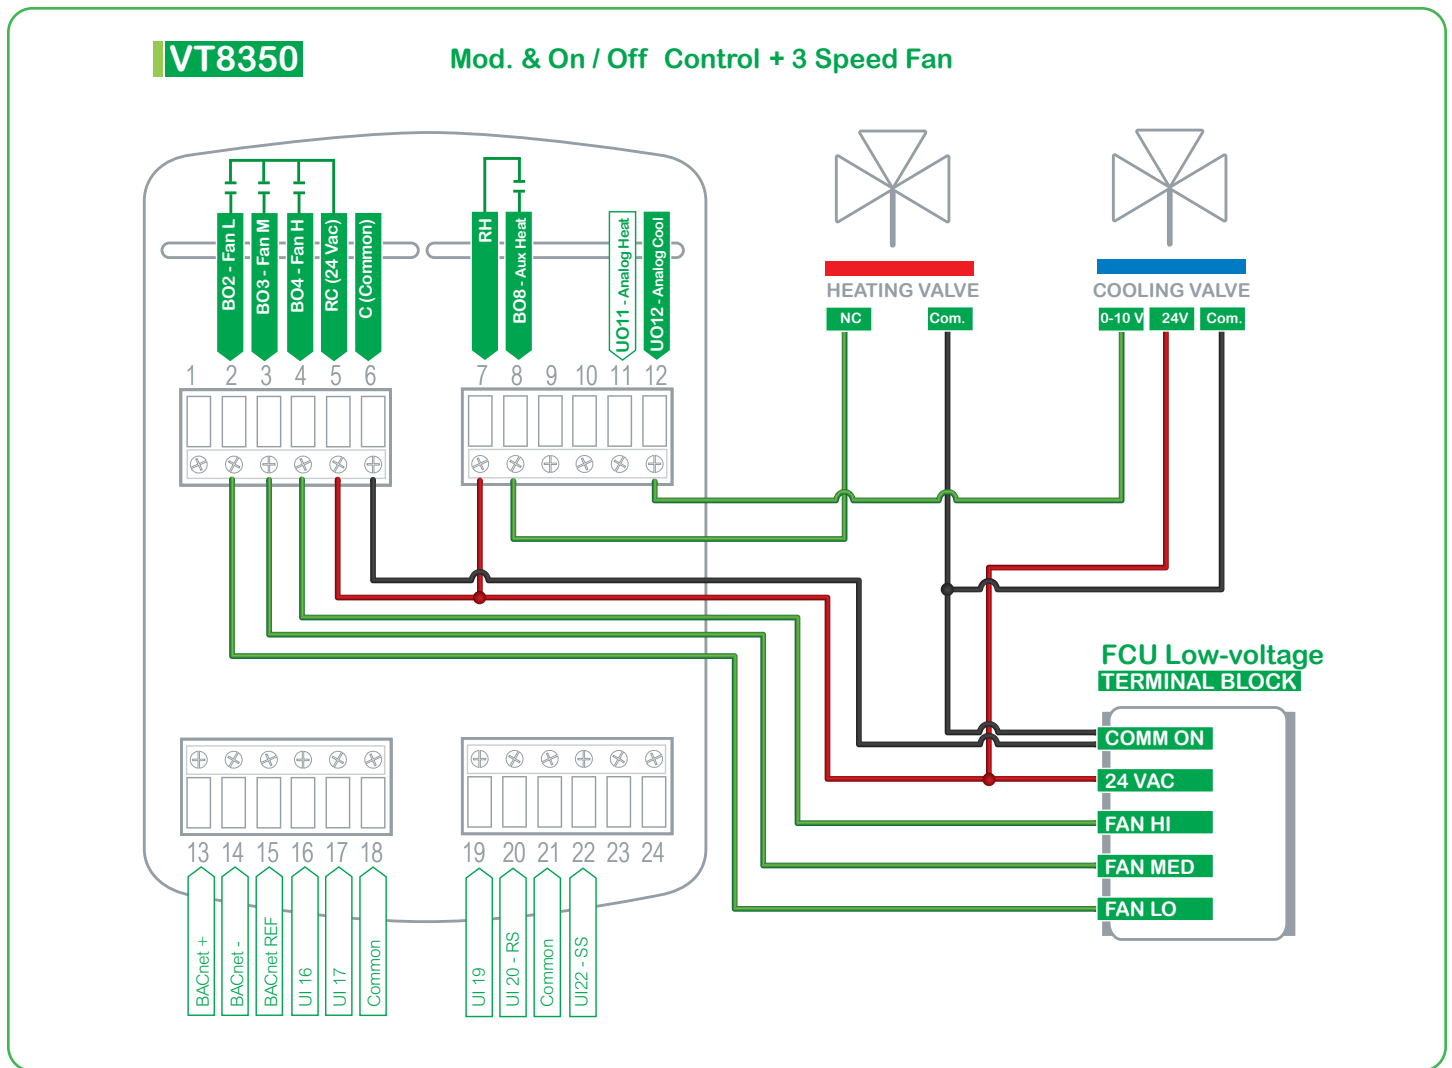 VT8350
Mod. & On / Off Control + 3 Speed Fan
BO2 - Fan L
BO3 - Fan M
BO4 - Fan H
RC (24 Vac)
C (Common)
RH
BO8 - Aux Heat
UO11 - Analog Heat
UO12 - Analog Cool
HEATING VALVE
COOLING VALVE
NC
Com.
0-10 V
24V
Com.
1 2 3 4 5 6
7 8 9 10 11 12
FCU Low-voltage
TERMINAL BLOCK
COMM ON
24 VAC
FAN HI
FAN MED
FAN LO
13 14 15 16 17 18
19 20 21 22 23 24
BACnet +
BACnet -
BACnet REF
UI 16
UI 17
Common
UI 19
UI 20 - RS
Common
UI22 - SS